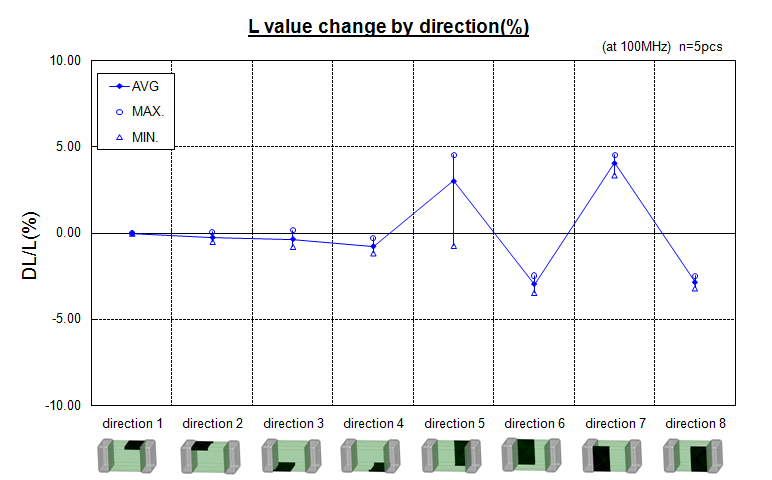 L value change by direction(%)
(at 100MHz) n=5pcs
10.00
AVG
MAX.
MIN.
5.00
0.00
DL/L(%)
-5.00
-10.00
direction 1 direction 2 direction 3 direction 4 direction 5 direction 6 direction 7 direction 8